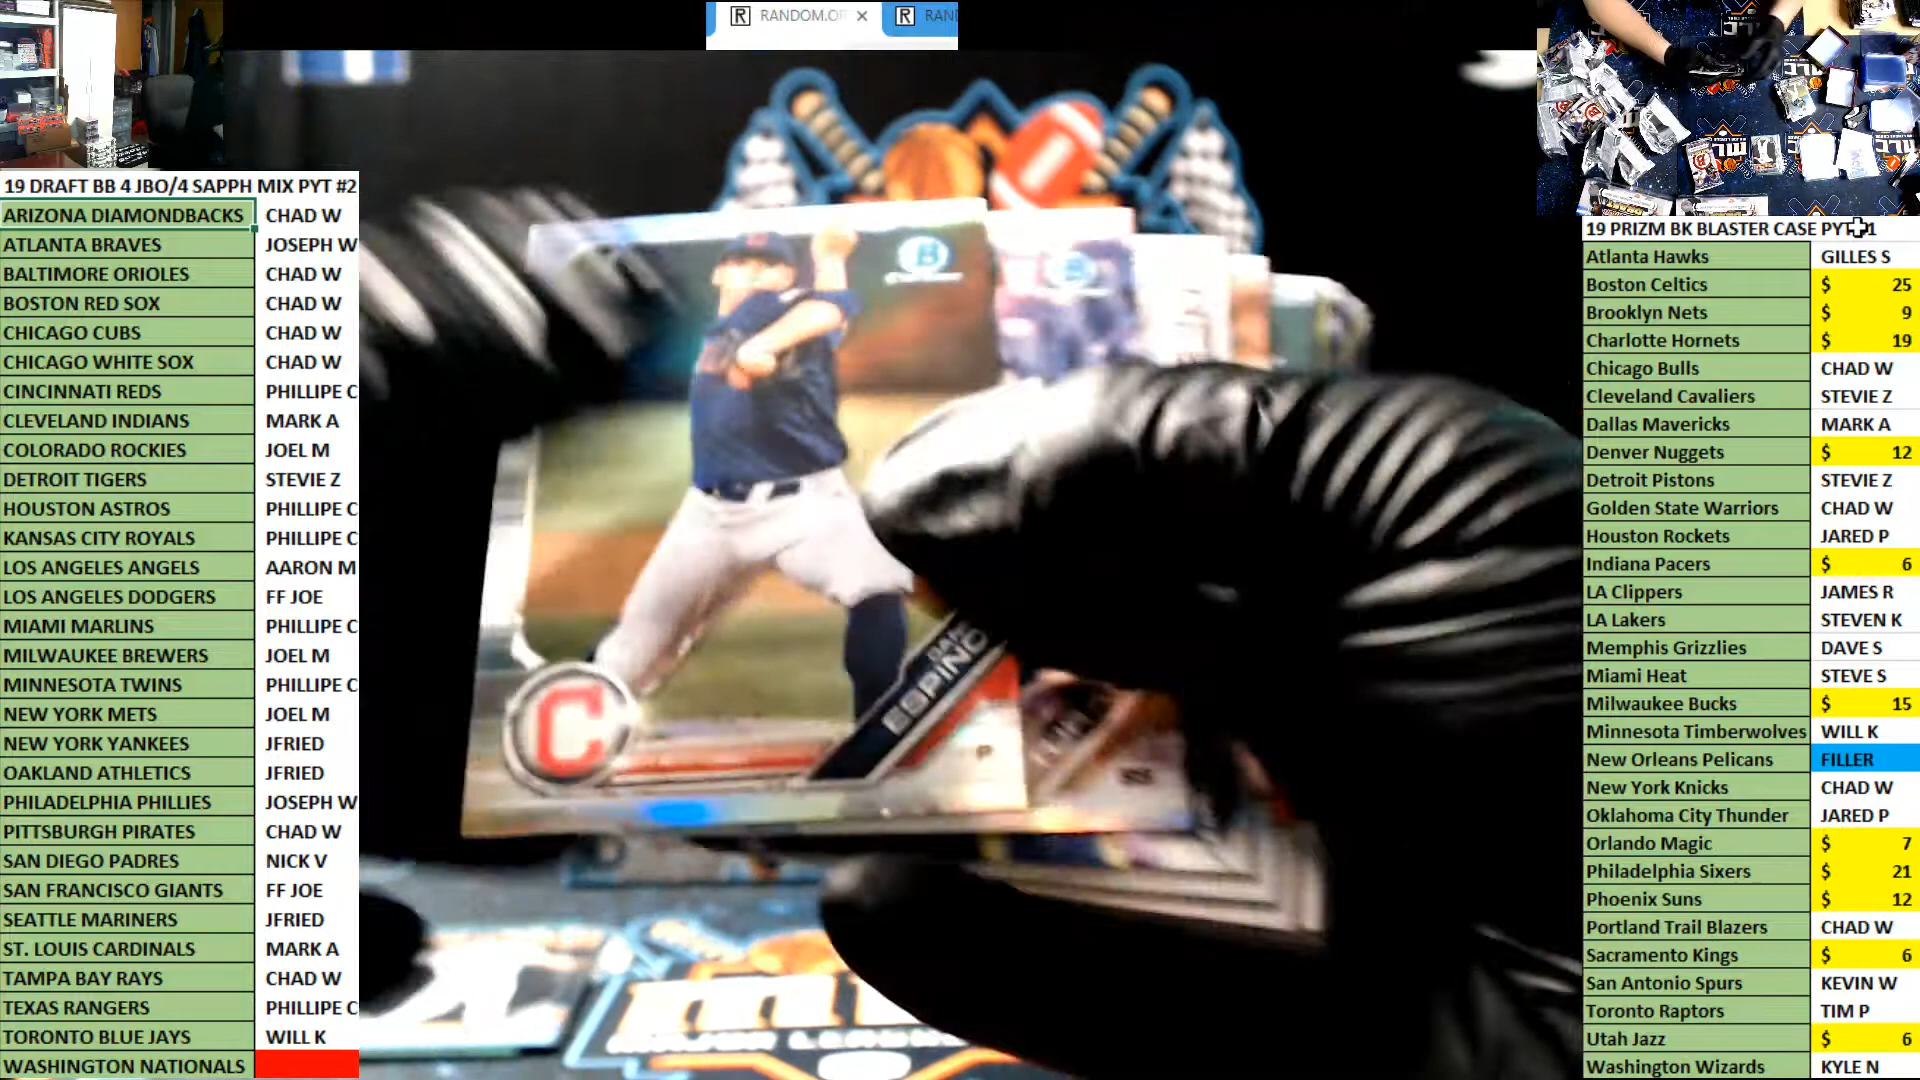 RANDOM.OR
RAN
19 DRAFT BB 4 JBO/4 SAPPH MIX PYT #2
ARIZONA DIAMONDBACKS CHAD W
ATLANTA BRAVES JOSEPH W
BALTIMORE ORIOLES CHAD W
BOSTON RED SOX CHAD W
CHICAGO CUBS CHAD W
CHICAGO WHITE SOX CHAD W
CINCINNATI REDS PHILLIPE C
CLEVELAND INDIANS MARK A
COLORADO ROCKIES JOEL M
DETROIT TIGERS STEVIE Z
HOUSTON ASTROS PHILLIPE C
KANSAS CITY ROYALS PHILLIPE C
LOS ANGELES ANGELS AARON M
LOS ANGELES DODGERS FF JOE
MIAMI MARLINS PHILLIPE C
MILWAUKEE BREWERS JOEL M
MINNESOTA TWINS PHILLIPE C
NEW YORK METS JOEL M
NEW YORK YANKEES JFRIED
OAKLAND ATHLETICS JFRIED
PHILADELPHIA PHILLIES JOSEPH W
PITTSBURGH PIRATES CHAD W
SAN DIEGO PADRES NICK V
SAN FRANCISCO GIANTS FF JOE
SEATTLE MARINERS JFRIED
ST. LOUIS CARDINALS MARK A
TAMPA BAY RAYS CHAD W
TEXAS RANGERS PHILLIPE C
TORONTO BLUE JAYS WILL K
WASHINGTON NATIONALS
C
ESPINO
P
19 PRIZM BK BLASTER CASE PYT 1
Atlanta Hawks GILLES S
Boston Celtics $ 25
Brooklyn Nets $ 9
Charlotte Hornets $ 19
Chicago Bulls CHAD W
Cleveland Cavaliers STEVIE Z
Dallas Mavericks MARK A
Denver Nuggets $ 12
Detroit Pistons STEVIE Z
Golden State Warriors CHAD W
Houston Rockets JARED P
Indiana Pacers $ 6
LA Clippers JAMES R
LA Lakers STEVEN K
Memphis Grizzlies DAVE S
Miami Heat STEVE S
Milwaukee Bucks $ 15
Minnesota Timberwolves WILL K
New Orleans Pelicans FILLER
New York Knicks CHAD W
Oklahoma City Thunder JARED P
Orlando Magic $ 7
Philadelphia Sixers $ 21
Phoenix Suns $ 12
Portland Trail Blazers CHAD W
Sacramento Kings $ 6
San Antonio Spurs KEVIN W
Toronto Raptors TIM P
Utah Jazz $ 6
Washington Wizards KYLE N